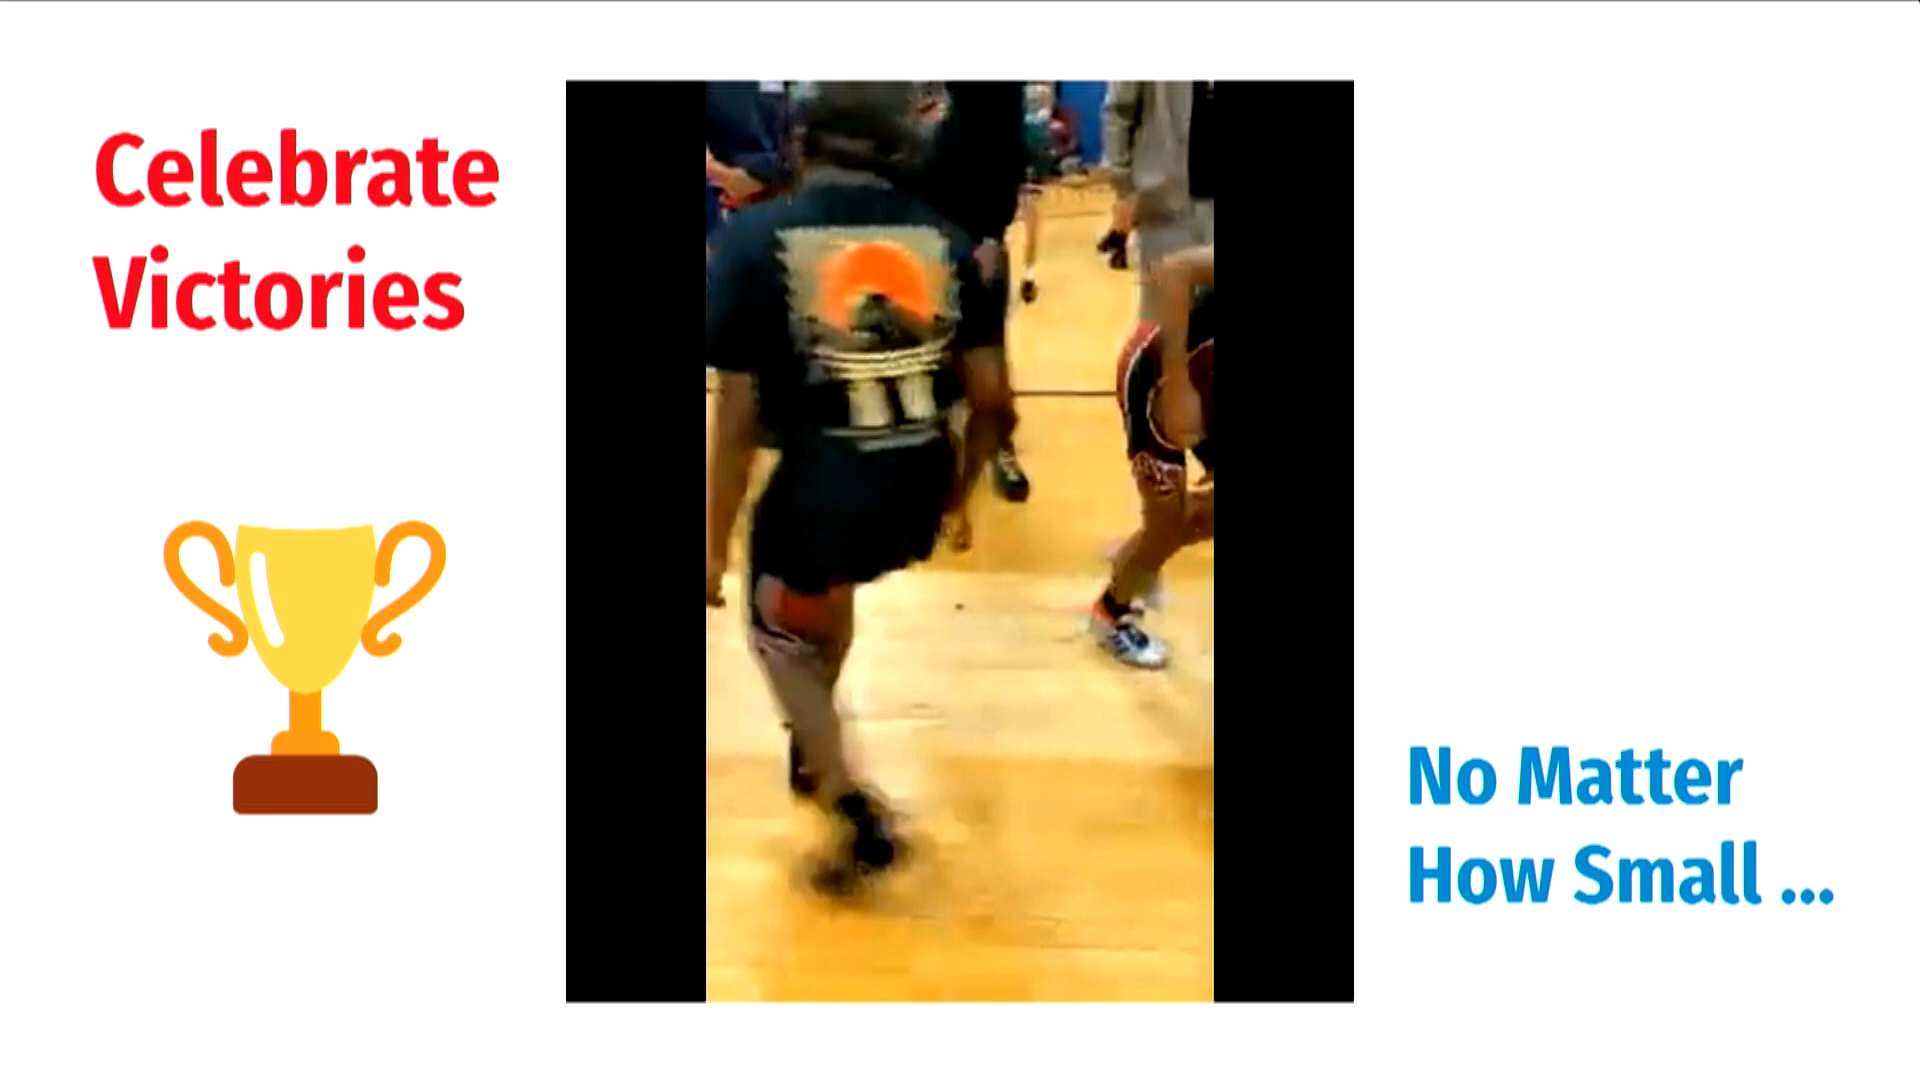 Celebrate
Victories
No Matter
How Small ...